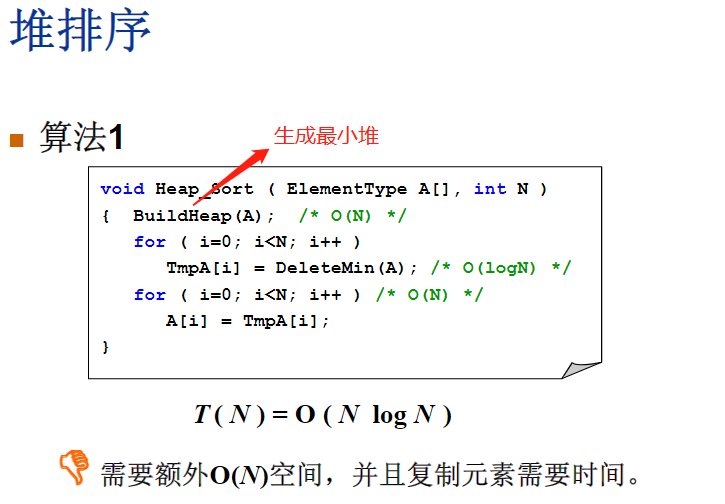 堆排序
算法1
生成最小堆
void Heap_Sort ( ElementType A[], int N )
{ BuildHeap(A); /* O(N) */
for ( i=0; i<N; i++ )
TmpA[i] = DeleteMin(A); /* O(logN) */
for ( i=0; i<N; i++ ) /* O(N) */
A[i] = TmpA[i];
}
T ( N ) = O ( N log N )
需要额外O(N)空间，并且复制元素需要时间。